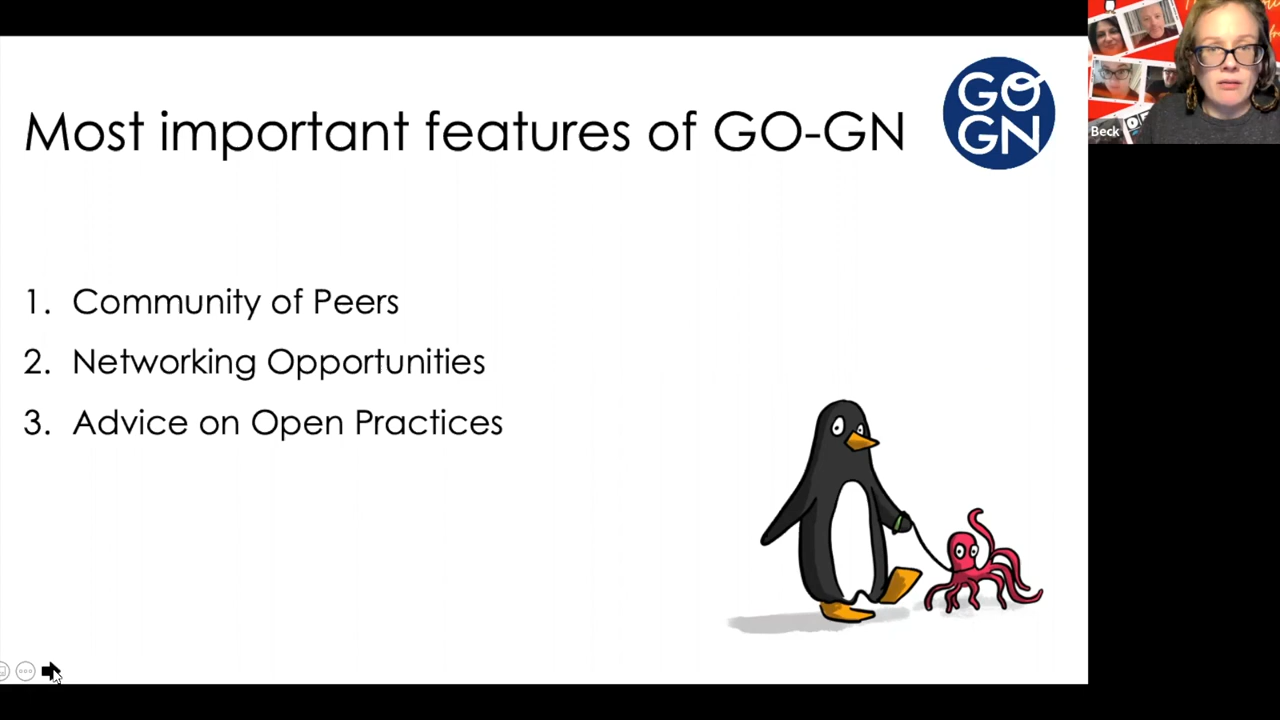 Most important features of GO-GN
GO
GN
1. Community of Peers
2. Networking Opportunities
3. Advice on Open Practices
Beck